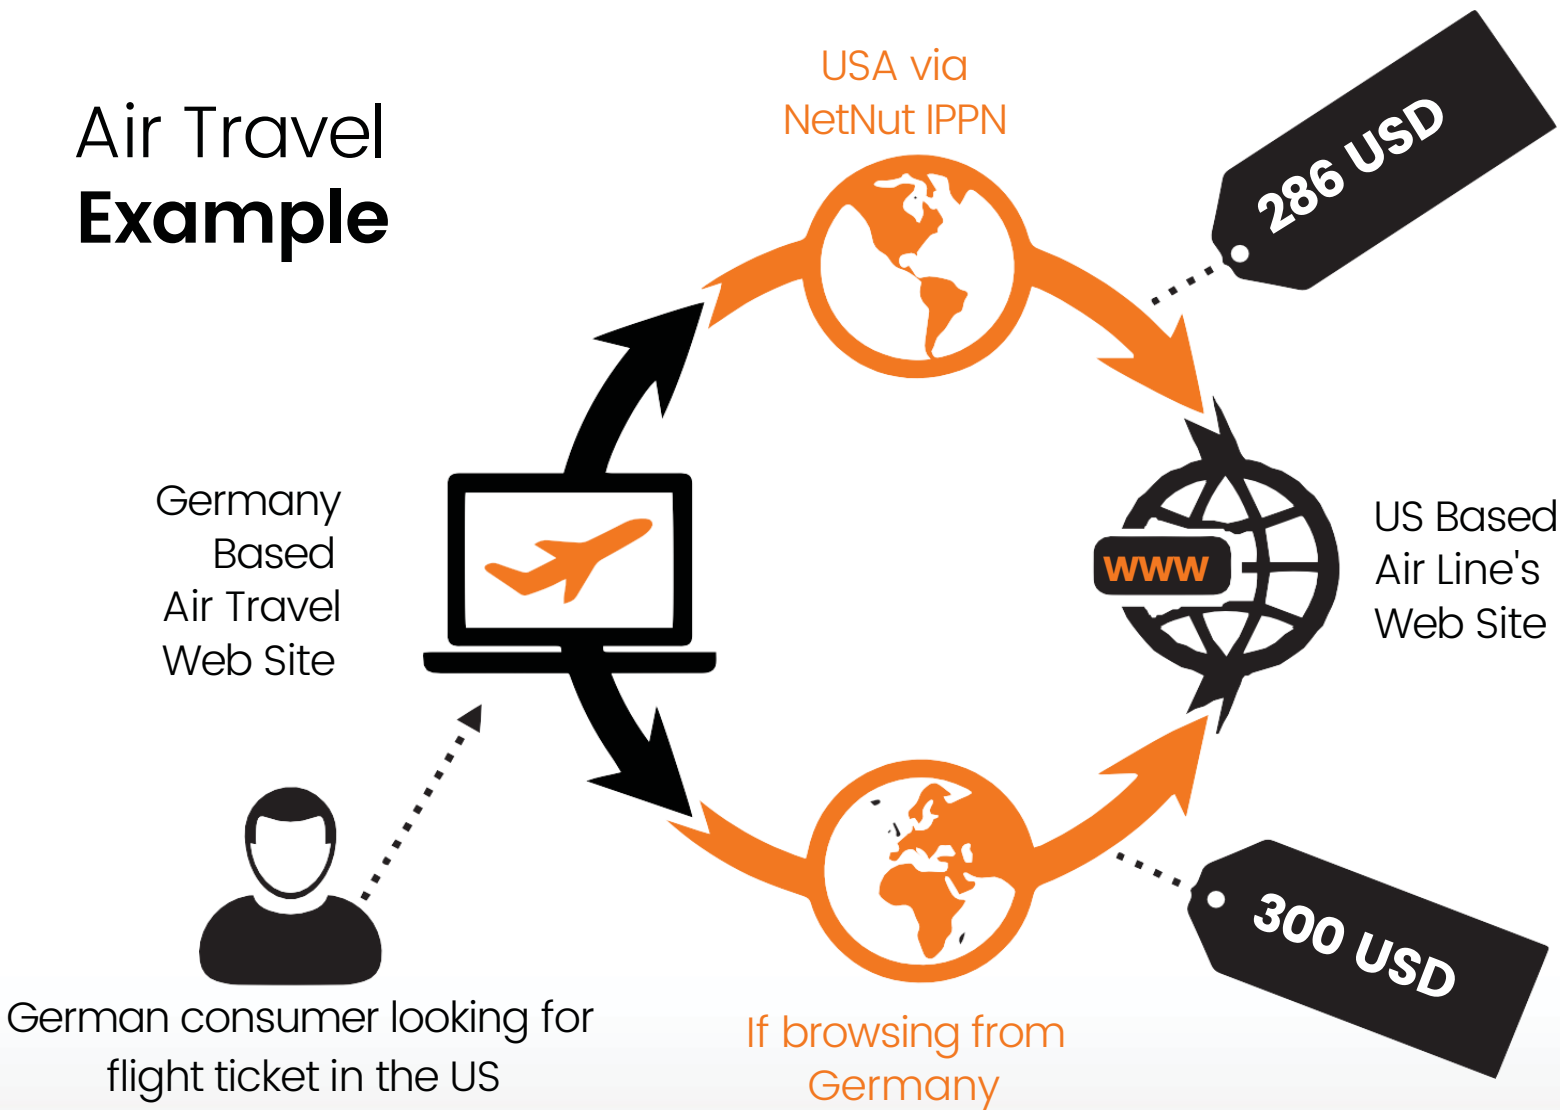 Air Travel
Example
USA via
NetNut IPPN
286 USD
Germany
Based
Air Travel
Web Site
www
US Based
Air Line's
Web Site
300 USD
German consumer looking for
flight ticket in the US
If browsing from
Germany